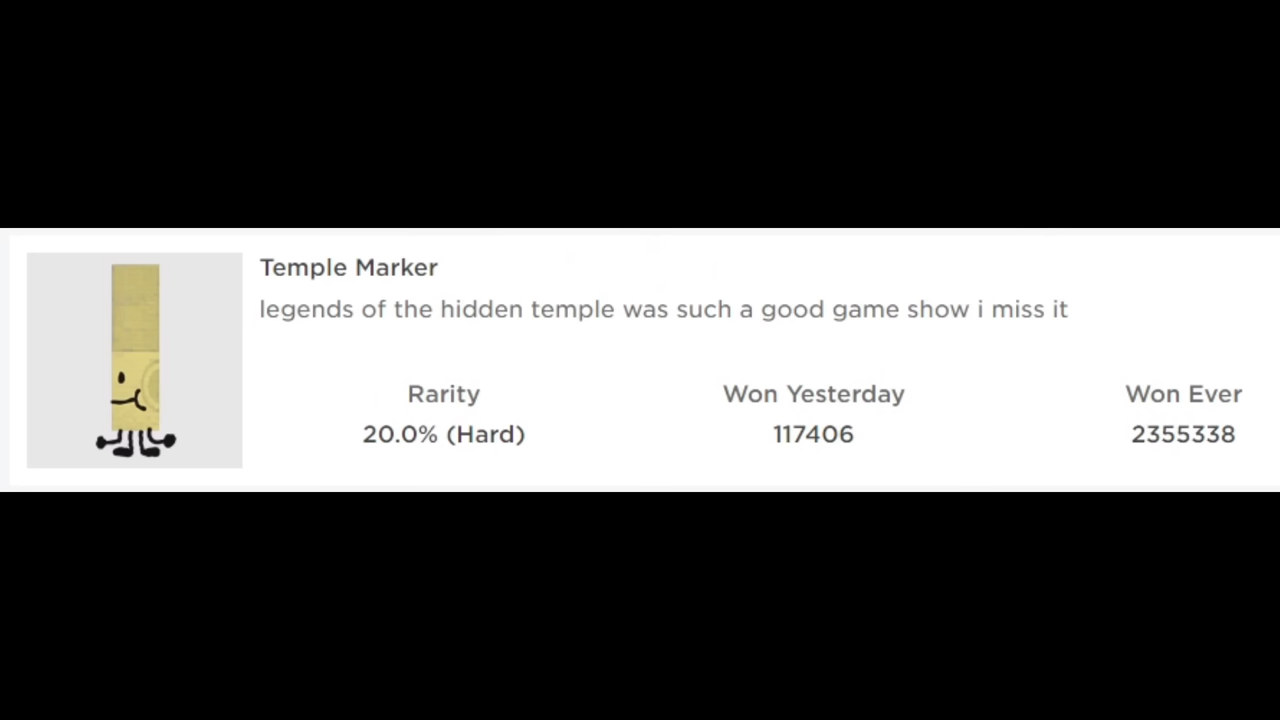 Temple Marker
legends of the hidden temple was such a good game show i miss it
Rarity Won Yesterday Won Ever
20.0% (Hard) 117406 2355338